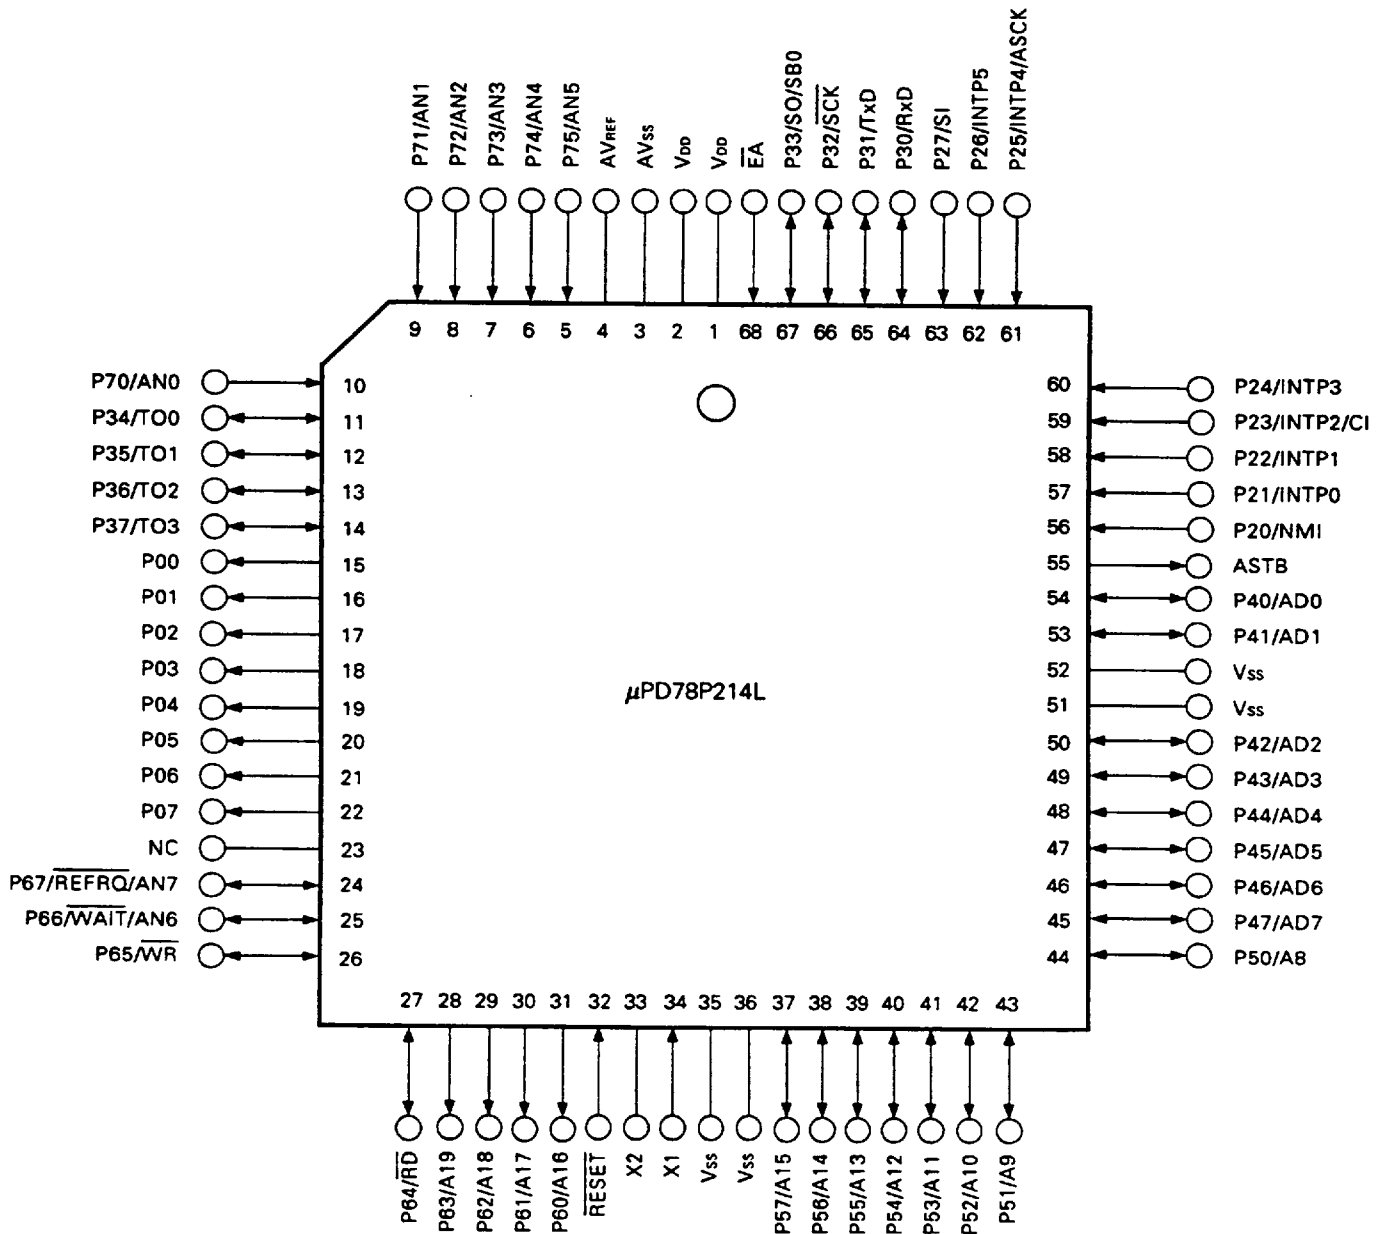 P71/AN1
P72/AN2
P73/AN3
P74/AN4
P75/AN5
AVREF
AVSS
VDD
VDD
EA
P33/SO/SB0
P32/SCK
P31/TxD
P30/RxD
P27/SI
P26/INTP5
P25/INTP4/ASCK
9 8 7 6 5 4 3 2 1 68 67 66 65 64 63 62 61
P70/AN0 10
P34/TO0 11
P35/TO1 12
P36/TO2 13
P37/TO3 14
P00 15
P01 16
P02 17
P03 18
P04 19
P05 20
P06 21
P07 22
NC 23
P67/REFRQ/AN7 24
P66/WAIT/AN6 25
P65/WR 26
μPD78P214L
60 P24/INTP3
59 P23/INTP2/CI
58 P22/INTP1
57 P21/INTP0
56 P20/NMI
55 ASTB
54 P40/AD0
53 P41/AD1
52 Vss
51 Vss
50 P42/AD2
49 P43/AD3
48 P44/AD4
47 P45/AD5
46 P46/AD6
45 P47/AD7
44 P50/A8
27 28 29 30 31 32 33 34 35 36 37 38 39 40 41 42 43
P64/RD
P63/A19
P62/A18
P61/A17
P60/A16
RESET
X2
X1
Vss
Vss
P57/A15
P56/A14
P55/A13
P54/A12
P53/A11
P52/A10
P51/A9